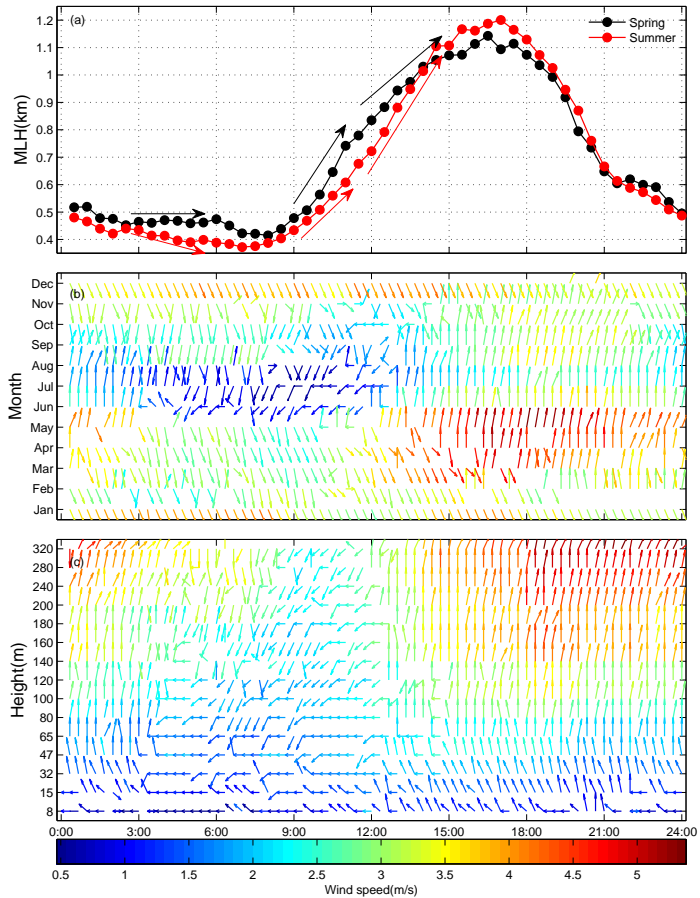 (a)
Spring
Summer
1.2
1.1
1
0.9
0.8
0.7
0.6
0.5
0.4
MLH(km)
(b)
Dec
Nov
Oct
Sep
Aug
Jul
Jun
May
Apr
Mar
Feb
Jan
Month
(c)
320
280
240
200
180
160
140
120
100
80
65
47
32
15
8
Height(m)
0:00 3:00 6:00 9:00 12:00 15:00 18:00 21:00 24:00
0.5 1 1.5 2 2.5 3 3.5 4 4.5 5
Wind speed(m/s)